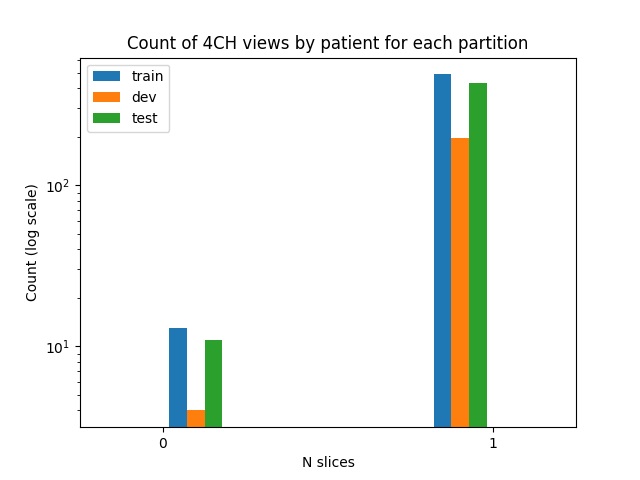 Count of 4CH views by patient for each partition
train
dev
test
10²
10¹
Count (log scale)
0
1
N slices